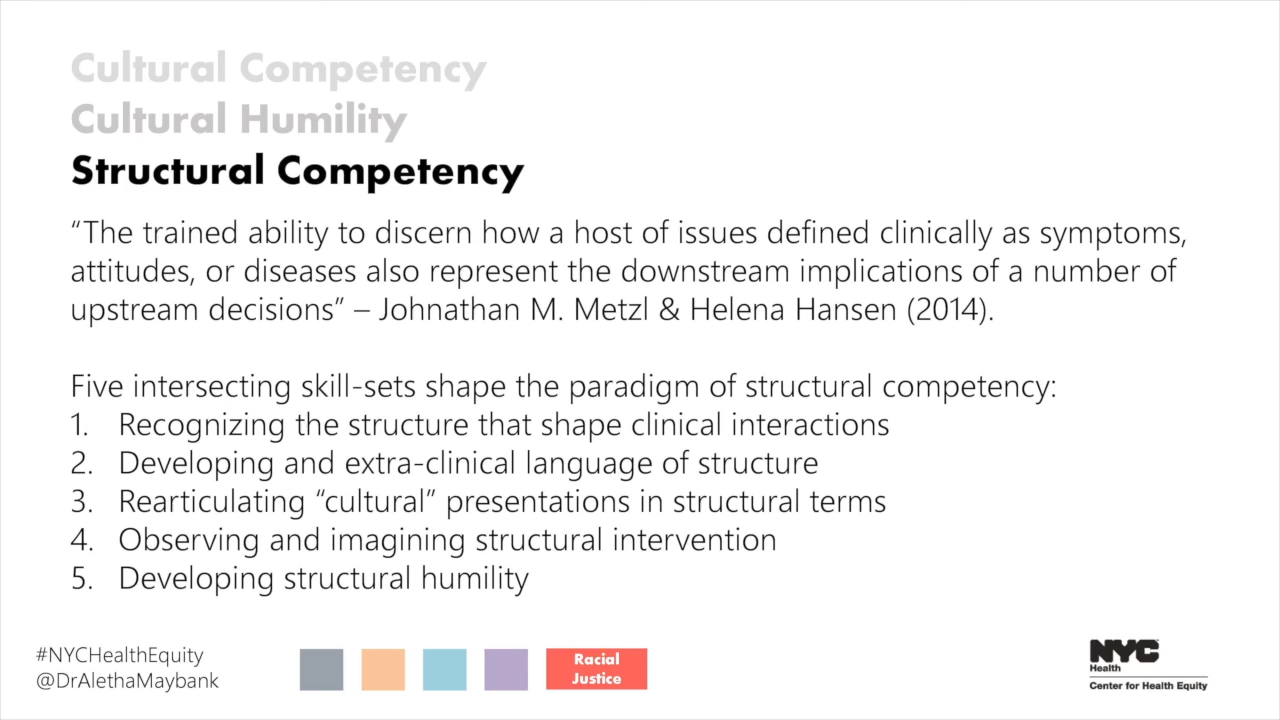 Cultural Competency
Cultural Humility
Structural Competency
“The trained ability to discern how a host of issues defined clinically as symptoms,
attitudes, or diseases also represent the downstream implications of a number of
upstream decisions” – Johnathan M. Metzl & Helena Hansen (2014).
Five intersecting skill-sets shape the paradigm of structural competency:
1. Recognizing the structure that shape clinical interactions
2. Developing and extra-clinical language of structure
3. Rearticulating “cultural” presentations in structural terms
4. Observing and imagining structural intervention
5. Developing structural humility
#NYCHealthEquity
@DrAlethaMaybank
Racial
Justice
NYC
Health
Center for Health Equity